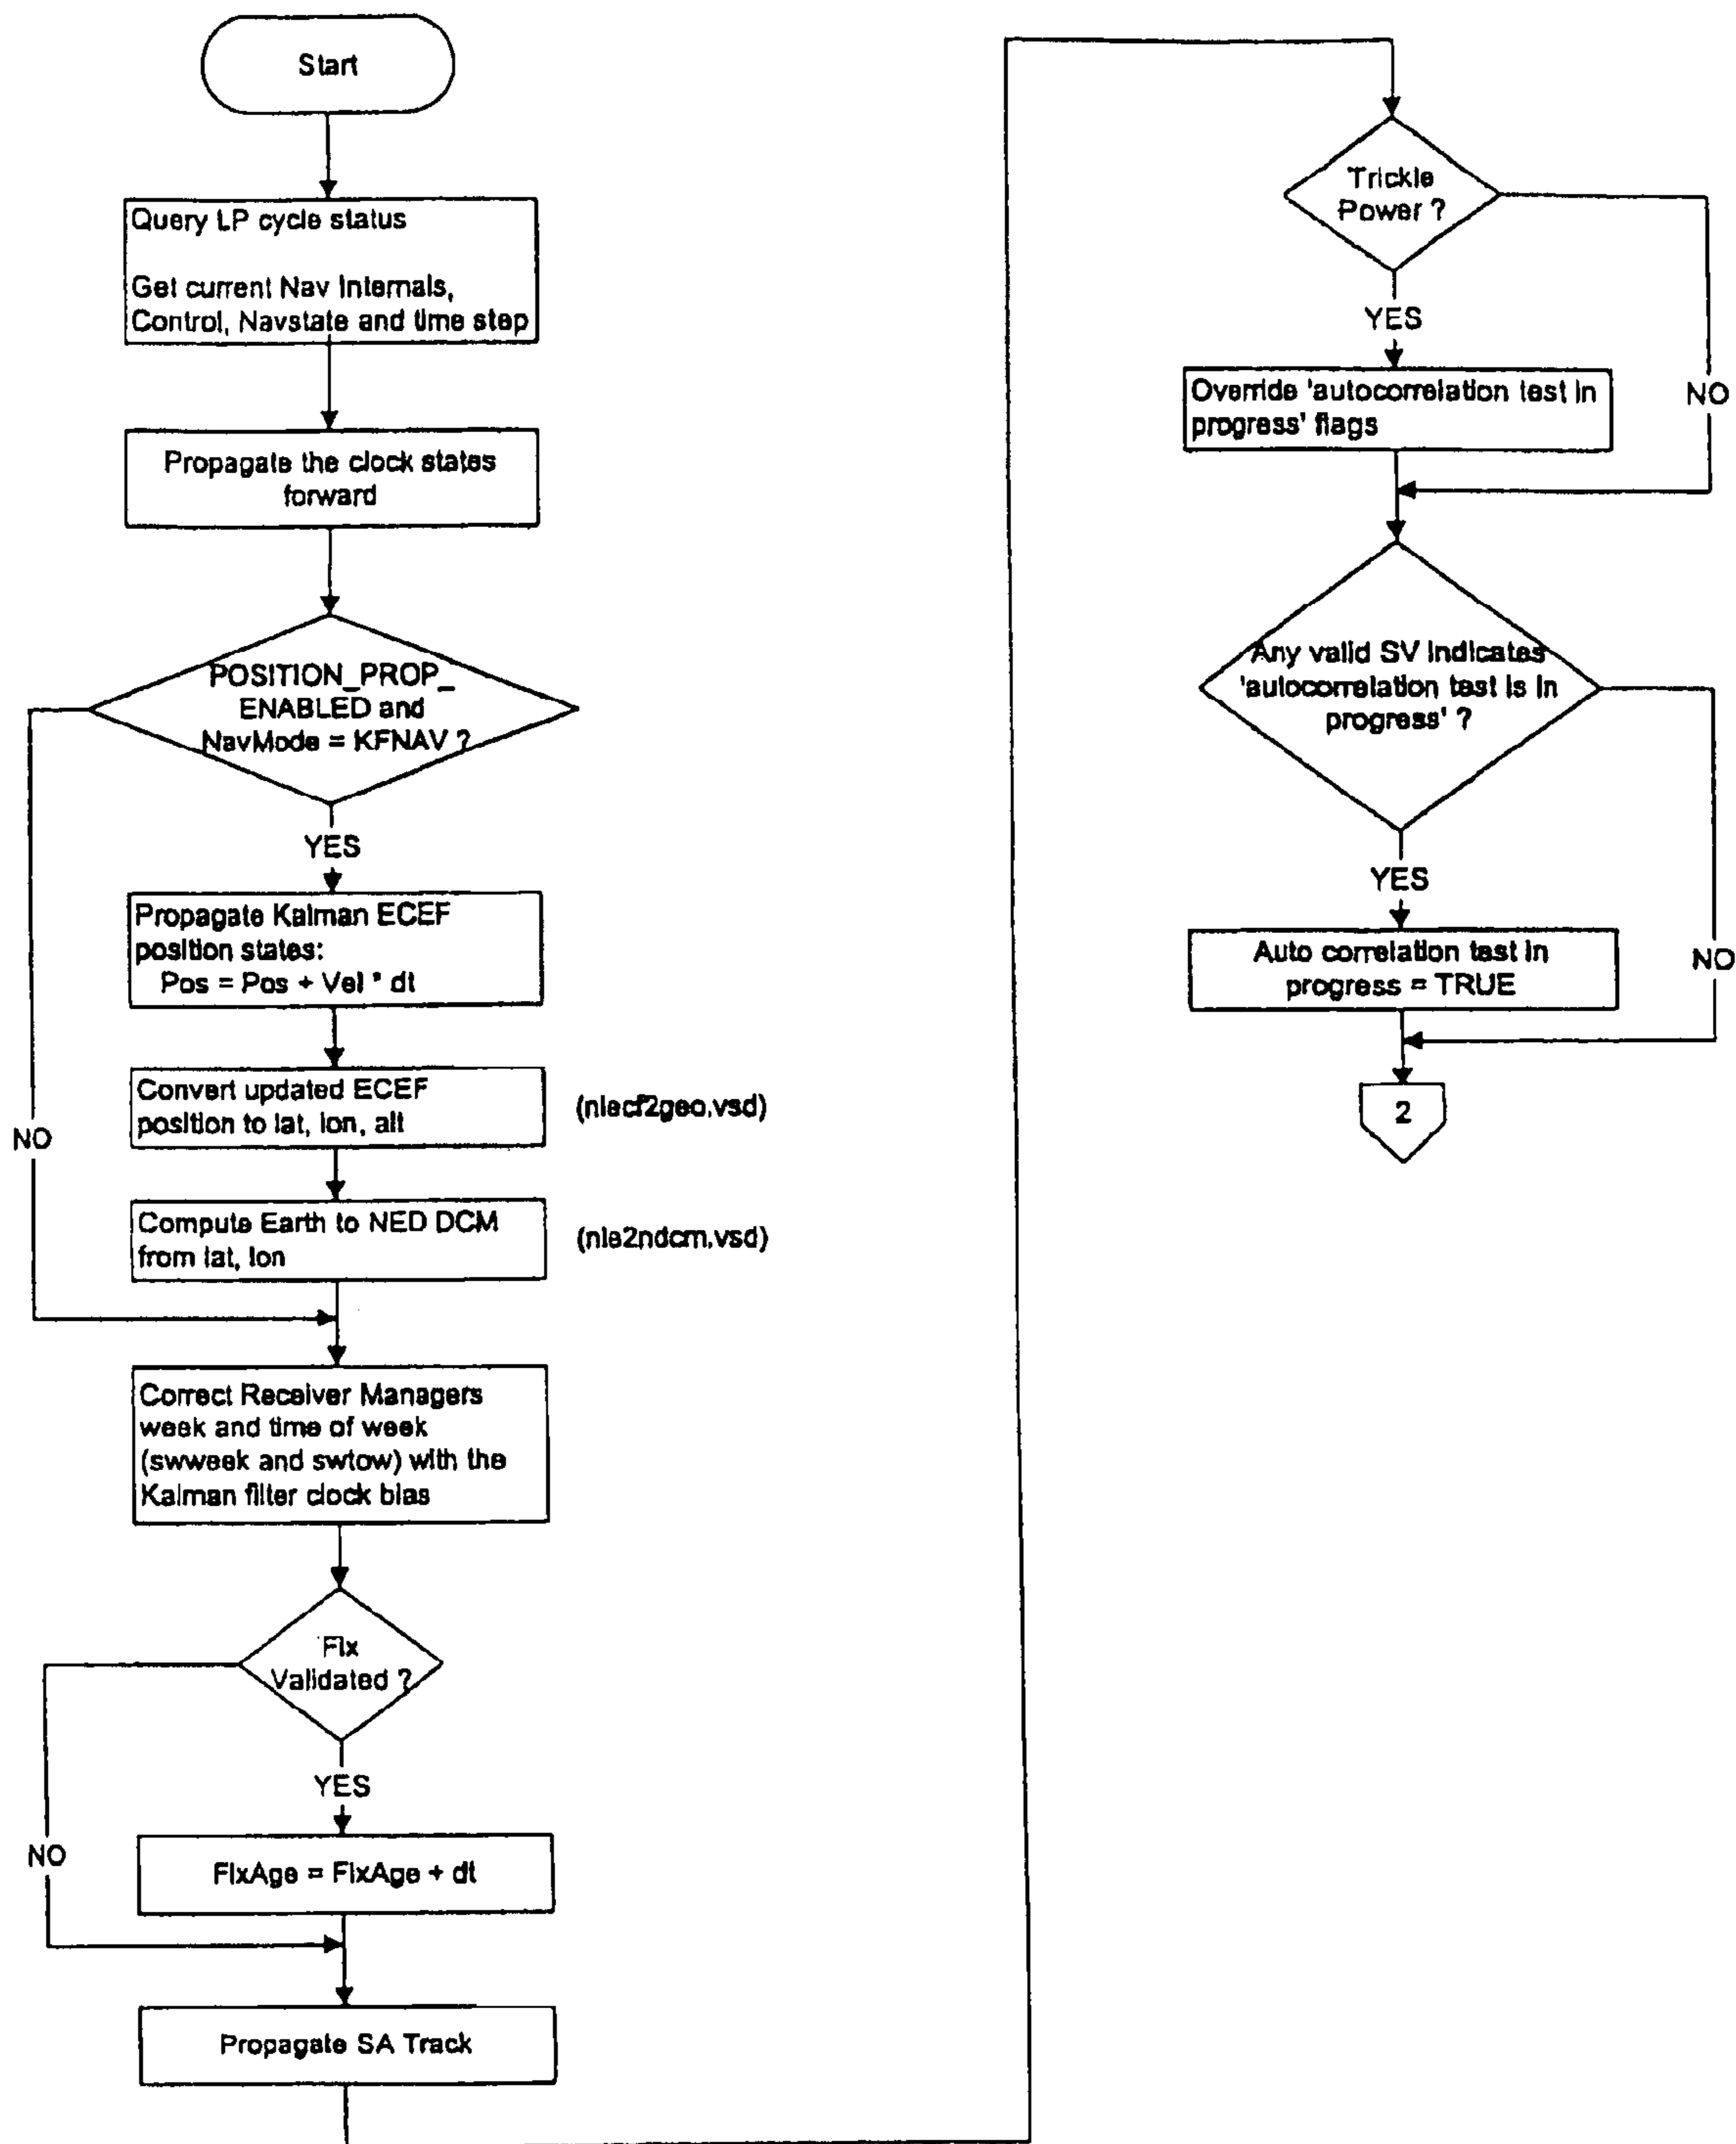 Start
Query LP cycle status
Get current Nav Internals,
Control, Navstate and time step
Propagate the clock states
forward
POSITION_PROP_
ENABLED and
NavMode = KFNAV ?
YES
NO
Propagate Kalman ECEF
position states:
Pos = Pos + Vel * dt
Convert updated ECEF
position to lat, lon, alt
(nlecf2geo.vsd)
Compute Earth to NED DCM
from lat, lon
(nle2ndcm.vsd)
Correct Receiver Managers
week and time of week
(swweek and swtow) with the
Kalman filter clock bias
Fix
Validated ?
YES
NO
FixAge = FixAge + dt
Propagate SA Track
Trickle
Power ?
YES
NO
Override 'autocorrelation test in
progress' flags
Any valid SV indicates
'autocorrelation test is in
progress' ?
YES
NO
Auto correlation test in
progress = TRUE
2